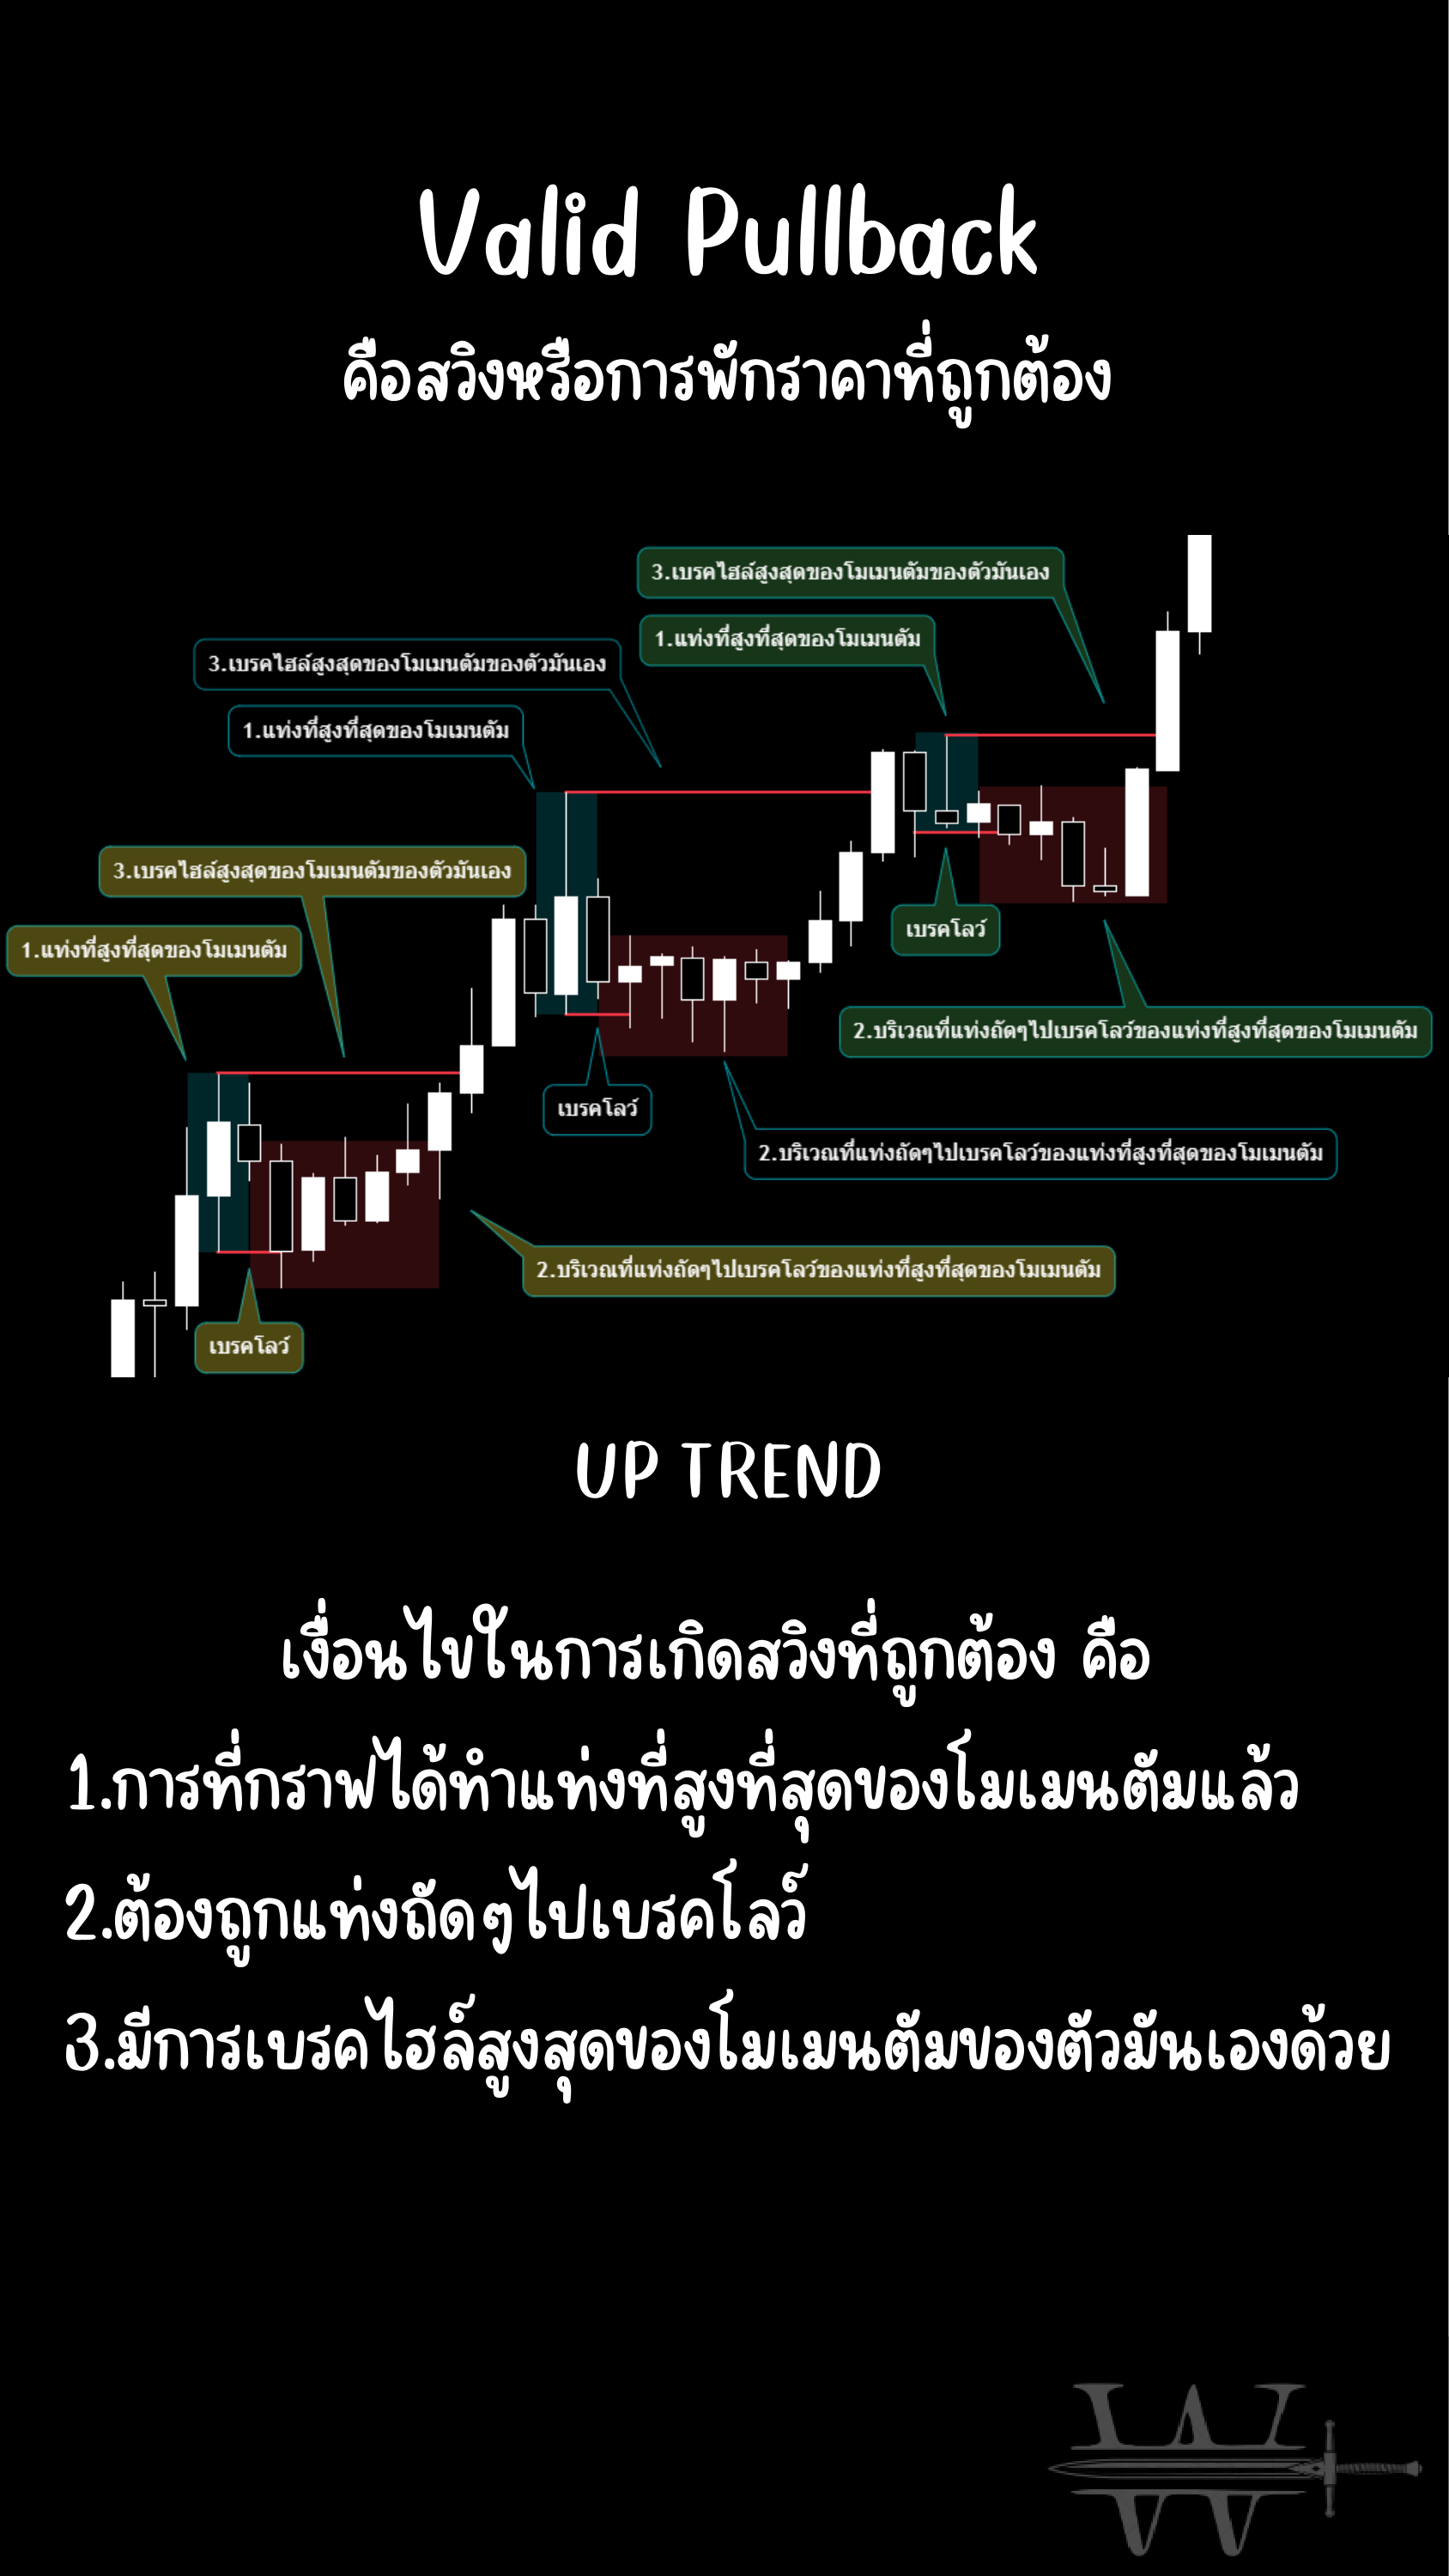 Valid Pullback
คือสวิงหรือการพักราคาที่ถูกต้อง
3.เบรคไฮล์สูงสุดของโมเมนตัมของตัวมันเอง
1.แท่งที่สูงที่สุดของโมเมนตัม
3.เบรคไฮล์สูงสุดของโมเมนตัมของตัวมันเอง
1.แท่งที่สูงที่สุดของโมเมนตัม
3.เบรคไฮล์สูงสุดของโมเมนตัมของตัวมันเอง
เบรคโลว์
1.แท่งที่สูงที่สุดของโมเมนตัม
2.บริเวณที่แท่งถัดๆไปเบรคโลว์ของแท่งที่สูงที่สุดของโมเมนตัม
เบรคโลว์
2.บริเวณที่แท่งถัดๆไปเบรคโลว์ของแท่งที่สูงที่สุดของโมเมนตัม
2.บริเวณที่แท่งถัดๆไปเบรคโลว์ของแท่งที่สูงที่สุดของโมเมนตัม
เบรคโลว์
UP TREND
เงื่อนไขในการเกิดสวิงที่ถูกต้อง คือ
1.การที่กราฟได้ทำแท่งที่สูงที่สุดของโมเมนตัมแล้ว
2.ต้องถูกแท่งถัดๆไปเบรคโลว์
3.มีการเบรคไฮล์สูงสุดของโมเมนตัมของตัวมันเองด้วย
W